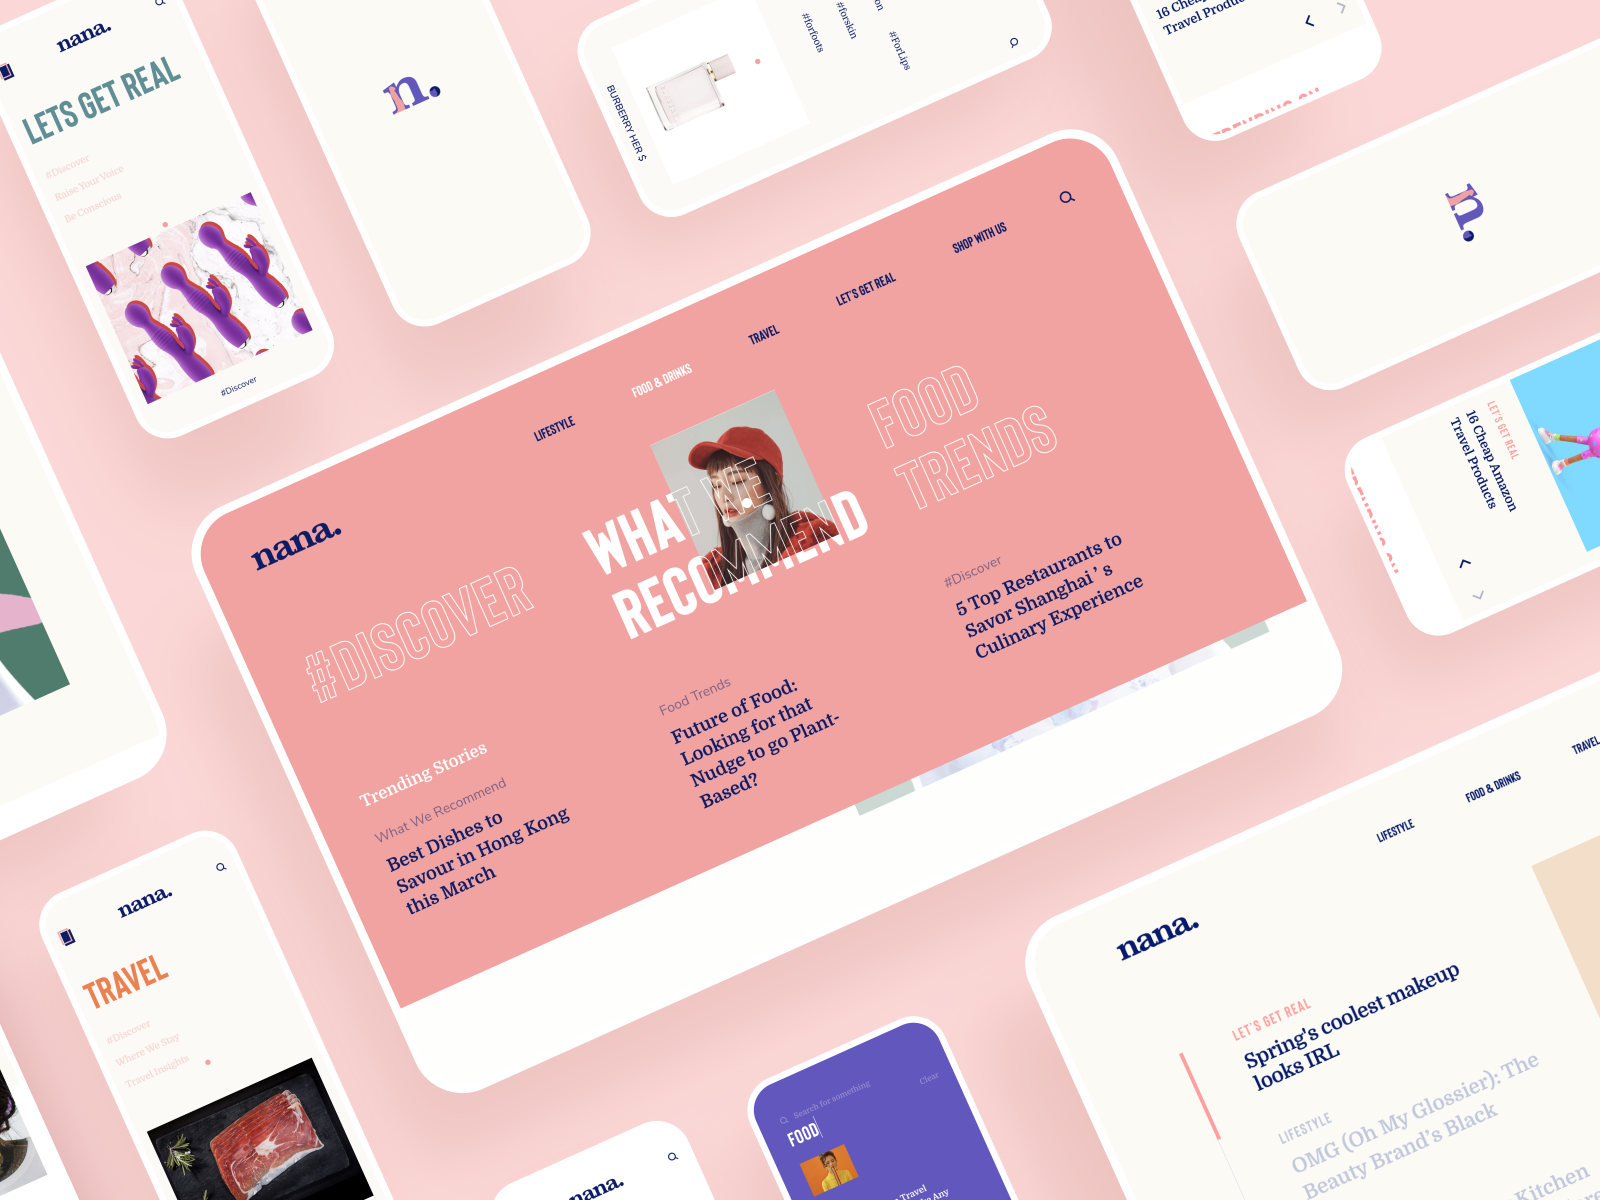 nana.
LETS GET REAL
#Discover
Raise Your Voice
Be Conscious
#Discover
n.
BURBERRY HER $
#forfoots
#forskin
#ForLips
16 Cheap
Travel Products
n.
LET'S GET REAL
16 Cheap Amazon
Travel Products
nana.
LIFESTYLE
FOOD & DRINKS
TRAVEL
LET'S GET REAL
SHOP WITH US
#DISCOVER
WHAT WE
RECOMMEND
FOOD
TRENDS
Trending Stories
What We Recommend
Best Dishes to
Savour in Hong Kong
this March
Food Trends
Future of Food:
Looking for that
Nudge to go Plant-
Based?
#Discover
5 Top Restaurants to
Savor Shanghai ’ s
Culinary Experience
nana.
TRAVEL
#Discover
Where We Stay
Travel Insights
nana.
Search for something
Clear
FOOD
Travel
Any
nana.
LIFESTYLE
FOOD & DRINKS
TRAVEL
LET'S GET REAL
Spring's coolest makeup
looks IRL
LIFESTYLE
OMG (Oh My Glossier): The
Beauty Brand's Black
Kitchen